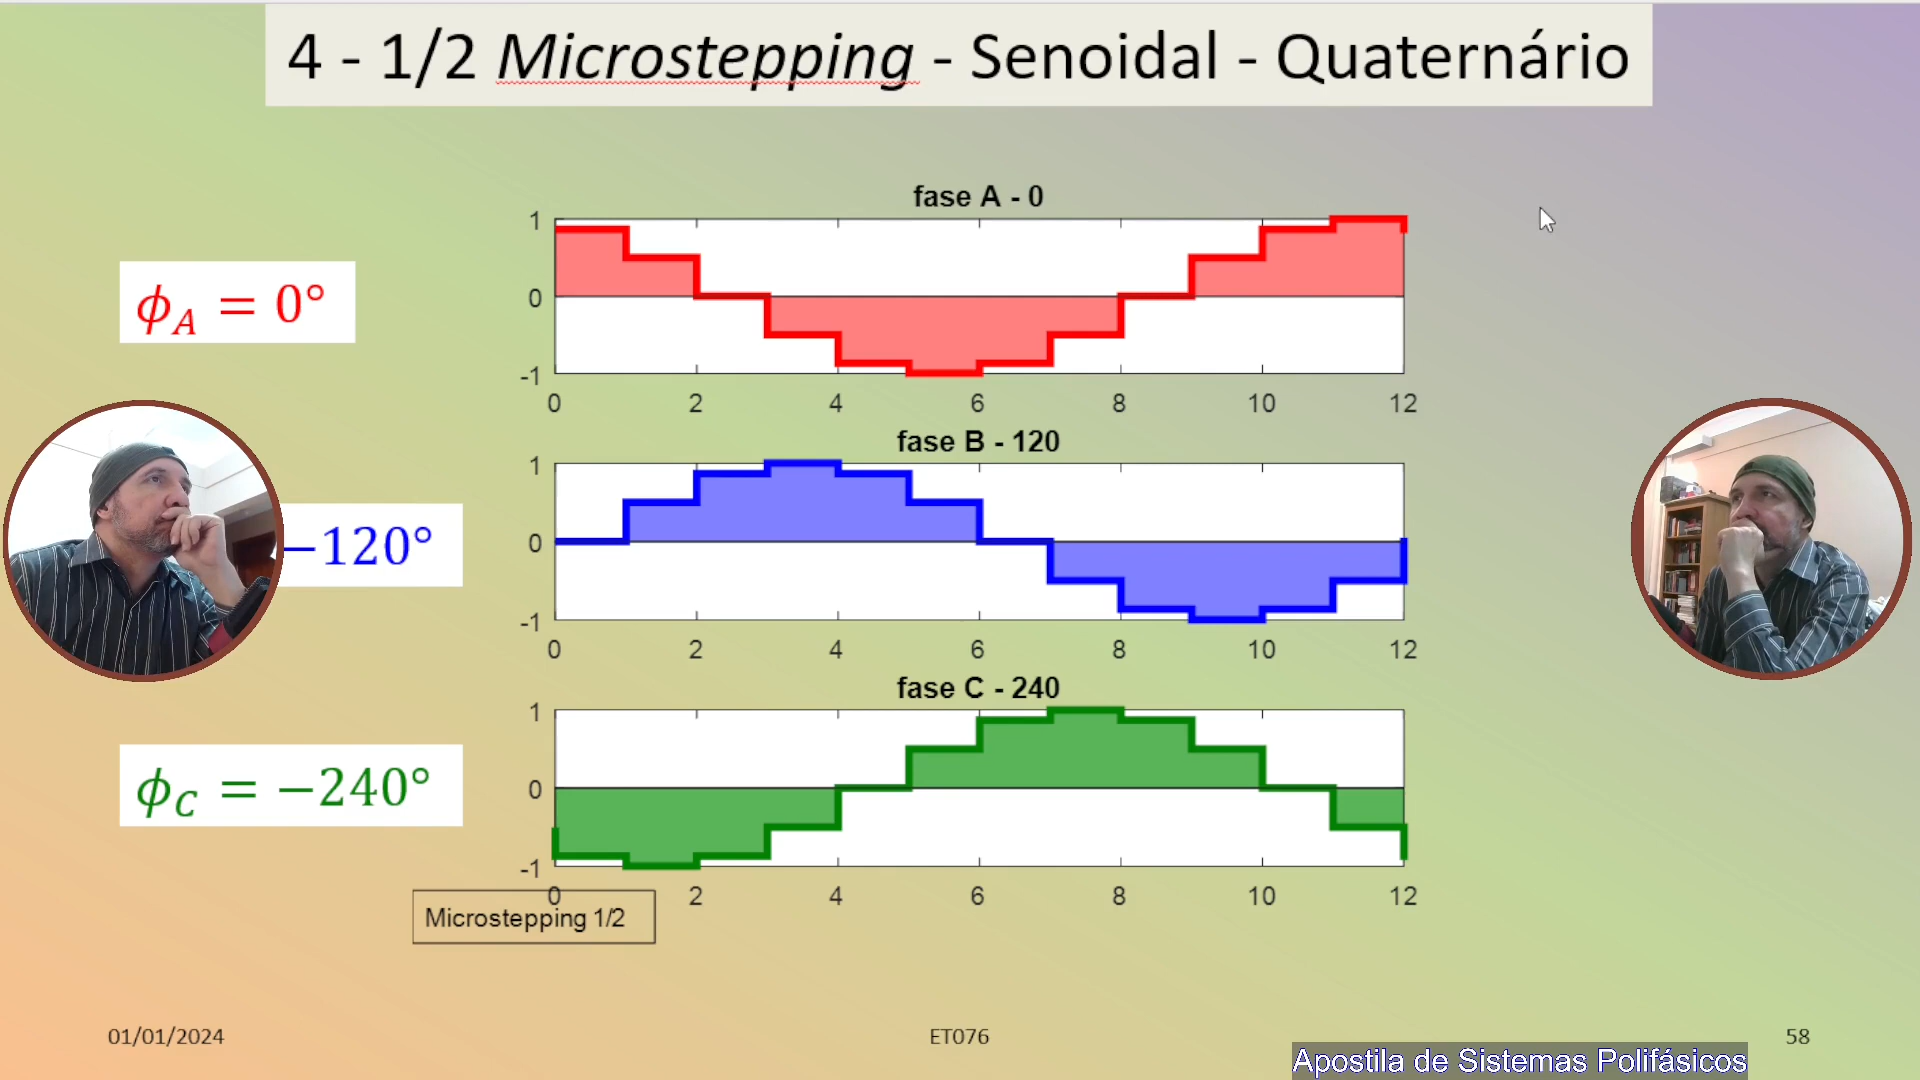 4 - 1/2 Microstepping - Senoidal - Quaternário
fase A - 0
ϕA = 0°
1
0
-1
0 2 4 6 8 10 12
fase B - 120
−120°
1
0
-1
0 2 4 6 8 10 12
fase C - 240
ϕC = −240°
1
0
-1
0 2 4 6 8 10 12
Microstepping 1/2
01/01/2024 ET076 58
Apostila de Sistemas Polifásicos